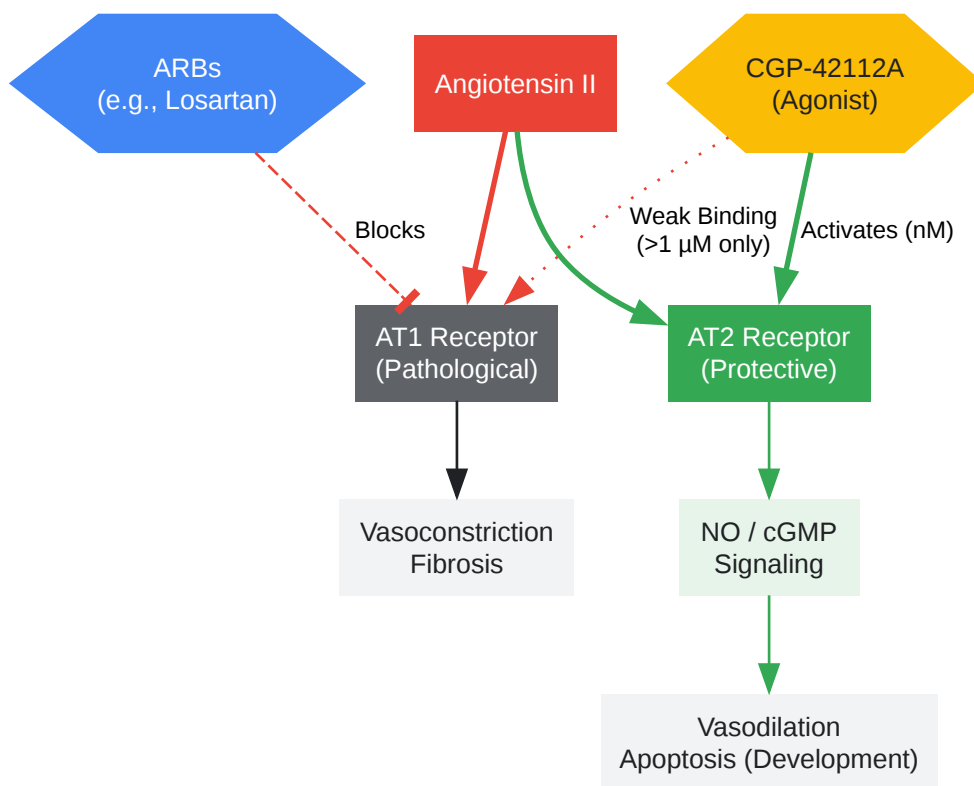 ARBs
(e.g., Losartan)
Angiotensin II
CGP-42112A
(Agonist)
Blocks
Weak Binding
(>1 µM only)
Activates (nM)
AT1 Receptor
(Pathological)
AT2 Receptor
(Protective)
Vasoconstriction
Fibrosis
NO / cGMP
Signaling
Vasodilation
Apoptosis (Development)